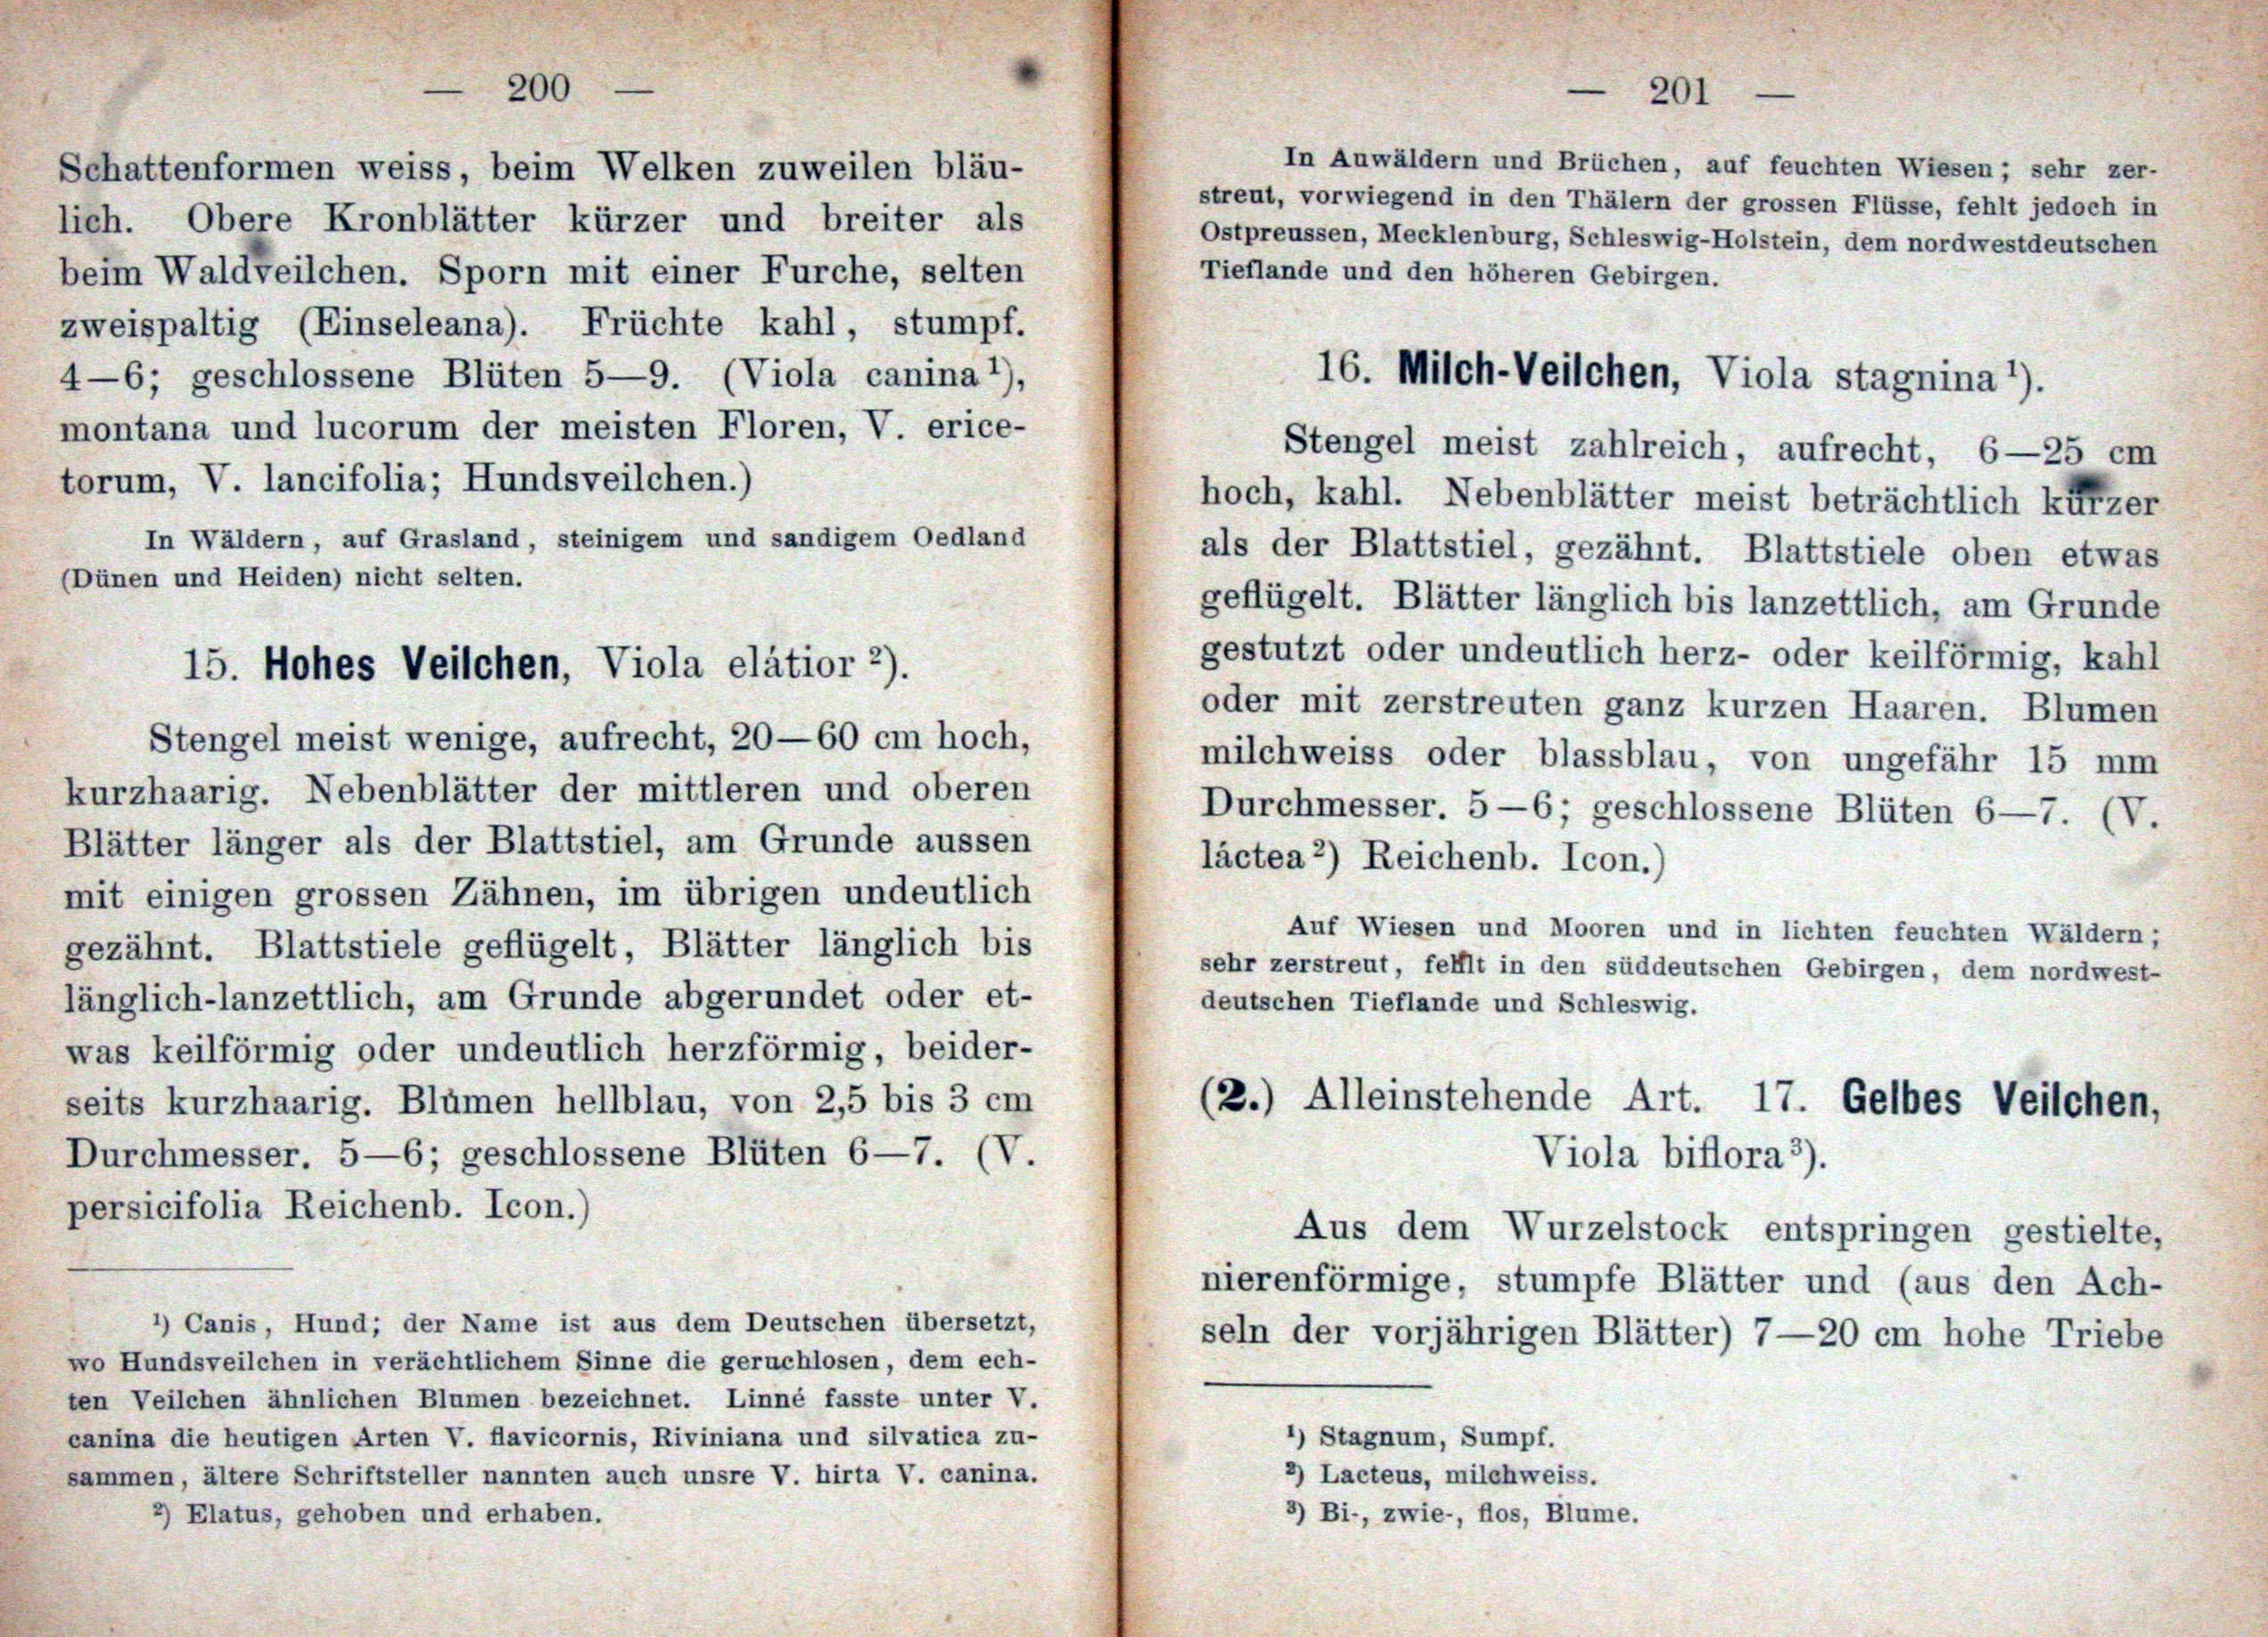 — 200 —
Schattenformen weiss, beim Welken zuweilen bläu-
lich. Obere Kronblätter kürzer und breiter als
beim Waldveilchen. Sporn mit einer Furche, selten
zweispaltig (Einseleana). Früchte kahl, stumpf.
4—6; geschlossene Blüten 5—9. (Viola canina ¹),
montana und lucorum der meisten Floren, V. erice-
torum, V. lancifolia; Hundsveilchen.)
In Wäldern, auf Grasland, steinigem und sandigem Oedland
(Dünen und Heiden) nicht selten.
15. Hohes Veilchen, Viola elátior ²).
Stengel meist wenige, aufrecht, 20—60 cm hoch,
kurzhaarig. Nebenblätter der mittleren und oberen
Blätter länger als der Blattstiel, am Grunde aussen
mit einigen grossen Zähnen, im übrigen undeutlich
gezähnt. Blattstiele geflügelt, Blätter länglich bis
länglich-lanzettlich, am Grunde abgerundet oder et-
was keilförmig oder undeutlich herzförmig, beider-
seits kurzhaarig. Blumen hellblau, von 2,5 bis 3 cm
Durchmesser. 5—6; geschlossene Blüten 6—7. (V.
persicifolia Reichenb. Icon.)
¹) Canis, Hund; der Name ist aus dem Deutschen übersetzt,
wo Hundsveilchen in verächtlichem Sinne die geruchlosen, dem ech-
ten Veilchen ähnlichen Blumen bezeichnet. Linné fasste unter V.
canina die heutigen Arten V. flavicornis, Riviniana und silvatica zu-
sammen, ältere Schriftsteller nannten auch unsre V. hirta V. canina.
²) Elatus, gehoben und erhaben.
— 201 —
In Auwäldern und Brüchen, auf feuchten Wiesen; sehr zer-
streut, vorwiegend in den Thälern der grossen Flüsse, fehlt jedoch in
Ostpreussen, Mecklenburg, Schleswig-Holstein, dem nordwestdeutschen
Tieflande und den höheren Gebirgen.
16. Milch-Veilchen, Viola stagnina ¹).
Stengel meist zahlreich, aufrecht, 6—25 cm
hoch, kahl. Nebenblätter meist beträchtlich kürzer
als der Blattstiel, gezähnt. Blattstiele oben etwas
geflügelt. Blätter länglich bis lanzettlich, am Grunde
gestutzt oder undeutlich herz- oder keilförmig, kahl
oder mit zerstreuten ganz kurzen Haaren. Blumen
milchweiss oder blassblau, von ungefähr 15 mm
Durchmesser. 5—6; geschlossene Blüten 6—7. (V.
láctea ²) Reichenb. Icon.)
Auf Wiesen und Mooren und in lichten feuchten Wäldern;
sehr zerstreut, fehlt in den süddeutschen Gebirgen, dem nordwest-
deutschen Tieflande und Schleswig.
(2.) Alleinstehende Art. 17. Gelbes Veilchen,
Viola biflora ³).
Aus dem Wurzelstock entspringen gestielte,
nierenförmige, stumpfe Blätter und (aus den Ach-
seln der vorjährigen Blätter) 7—20 cm hohe Triebe
¹) Stagnum, Sumpf.
²) Lacteus, milchweiss.
³) Bi-, zwie-, flos, Blume.